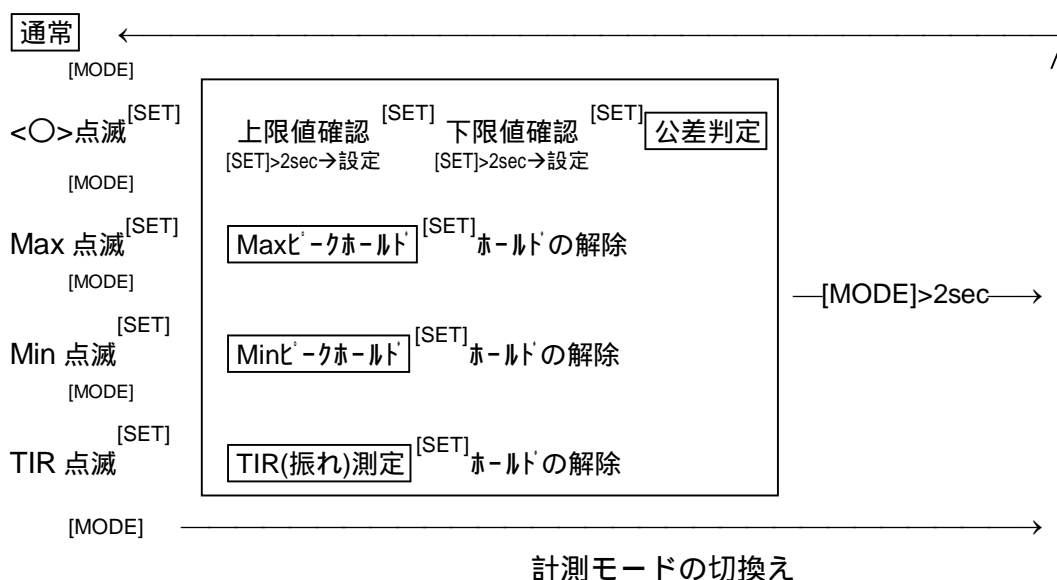 通常 ←
[MODE]
<○>点滅[SET] 上限値確認 [SET] 下限値確認 [SET] 公差判定
[SET]>2sec→設定 [SET]>2sec→設定
[MODE]
Max 点滅[SET] Maxﾋﾟｰｸﾎｰﾙﾄﾞ[SET]ﾎｰﾙﾄﾞの解除
[MODE]
—[MODE]>2sec→
Min 点滅[SET] Minﾋﾟｰｸﾎｰﾙﾄﾞ[SET]ﾎｰﾙﾄﾞの解除
[MODE]
TIR 点滅[SET] TIR(振れ)測定[SET]ﾎｰﾙﾄﾞの解除
[MODE] →
計測モードの切換え